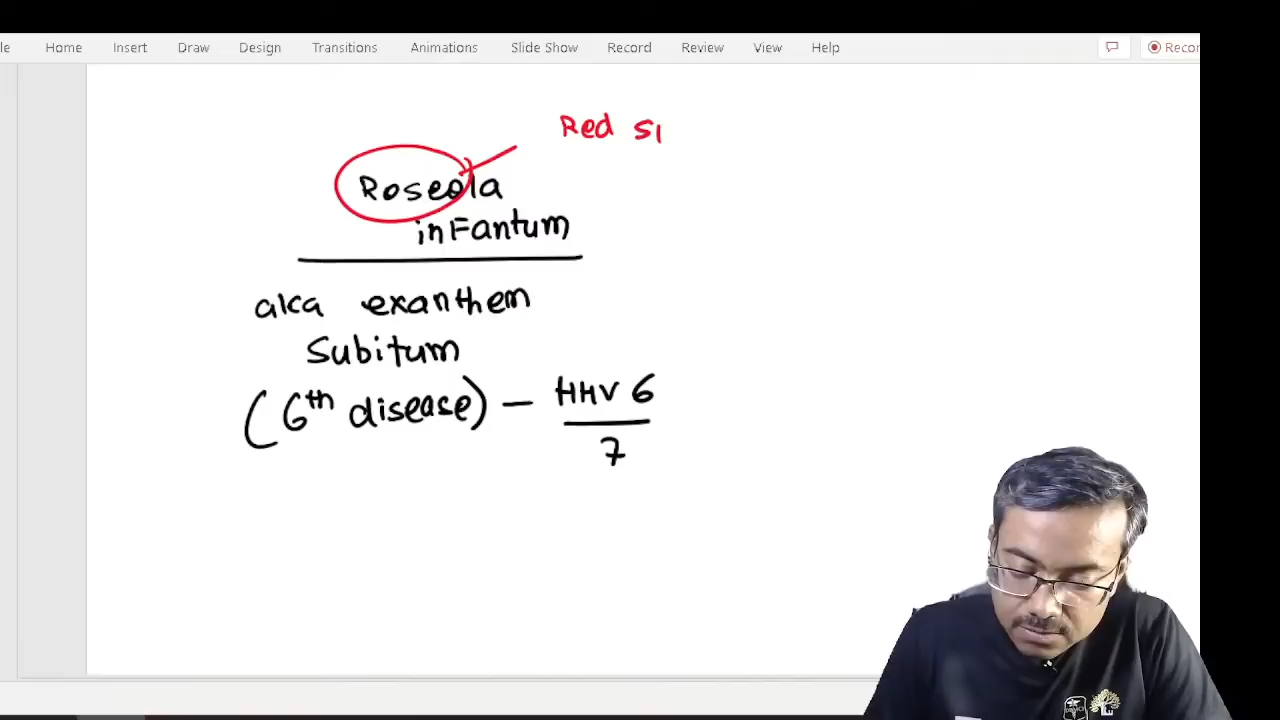 Home Insert Draw Design Transitions Animations Slide Show Record Review View Help
Red
Roseola
inFantum
aka exanthem
Subitum
(6th disease) - HHV 6
7